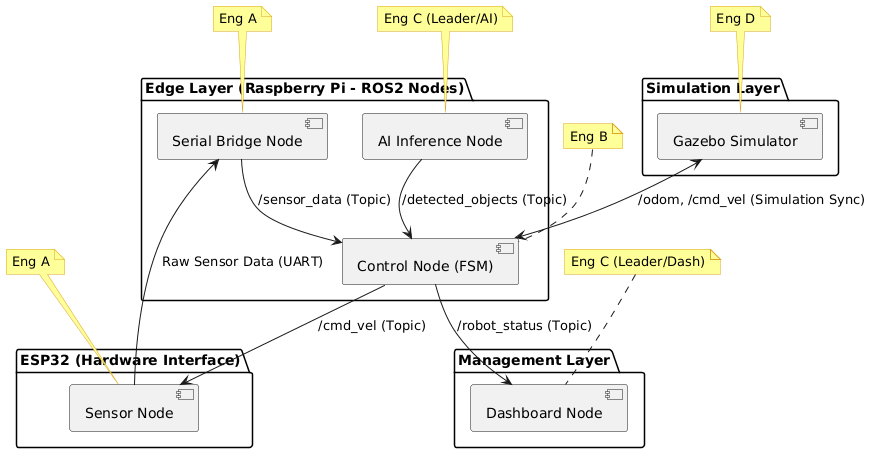 Eng A
Eng C (Leader/AI)
Eng D
Edge Layer (Raspberry Pi - ROS2 Nodes)
Simulation Layer
Serial Bridge Node
AI Inference Node
Gazebo Simulator
Eng B
/sensor_data (Topic)
/detected_objects (Topic)
/odom, /cmd_vel (Simulation Sync)
Raw Sensor Data (UART)
Control Node (FSM)
Eng A
Eng C (Leader/Dash)
/cmd_vel (Topic)
/robot_status (Topic)
ESP32 (Hardware Interface)
Management Layer
Sensor Node
Dashboard Node